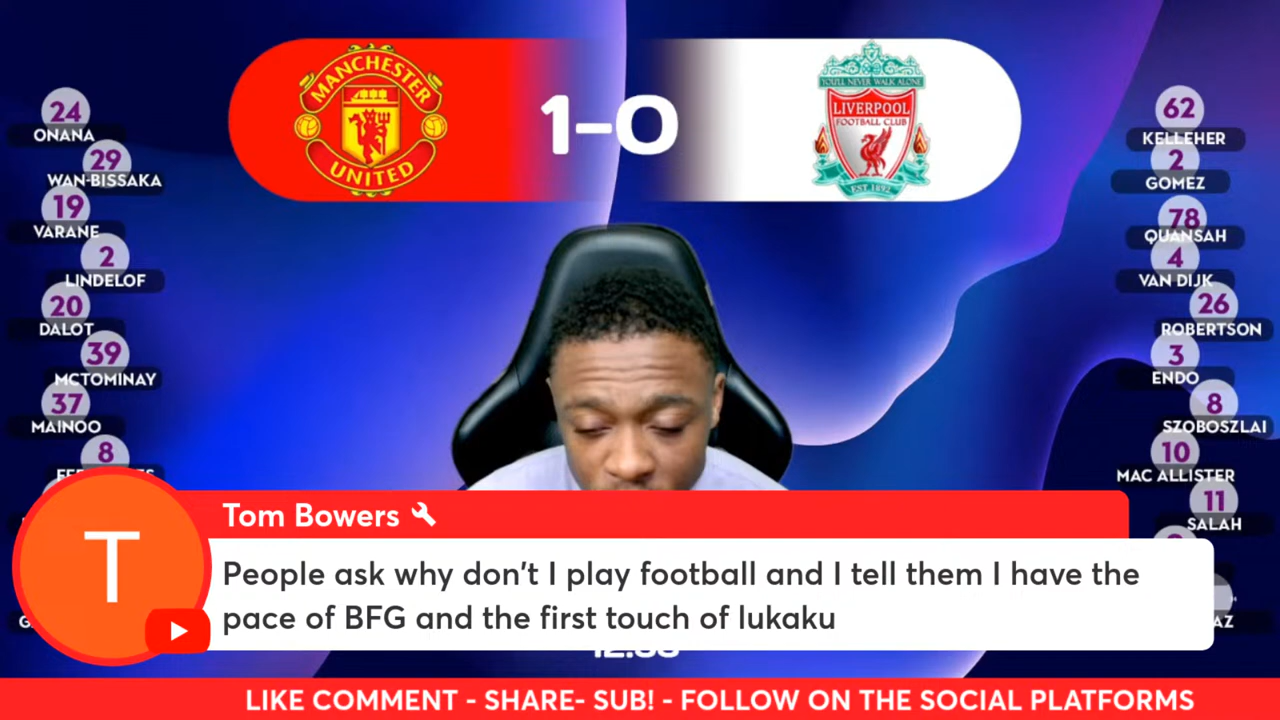 MANCHESTER
UNITED
1-0
YOU'LL NEVER WALK ALONE
LIVERPOOL
FOOTBALL CLUB
EST 1892
24
ONANA
29
WAN-BISSAKA
19
VARANE
2
LINDELOF
20
DALOT
39
MCTOMINAY
37
MAINOO
8
62
KELLEHER
2
GOMEZ
78
QUANSAH
4
VAN DIJK
26
ROBERTSON
3
ENDO
8
SZOBOSZLAI
10
MAC ALLISTER
11
SALAH
T
Tom Bowers
People ask why don't I play football and I tell them I have the
pace of BFG and the first touch of lukaku
LIKE COMMENT - SHARE- SUB! - FOLLOW ON THE SOCIAL PLATFORMS